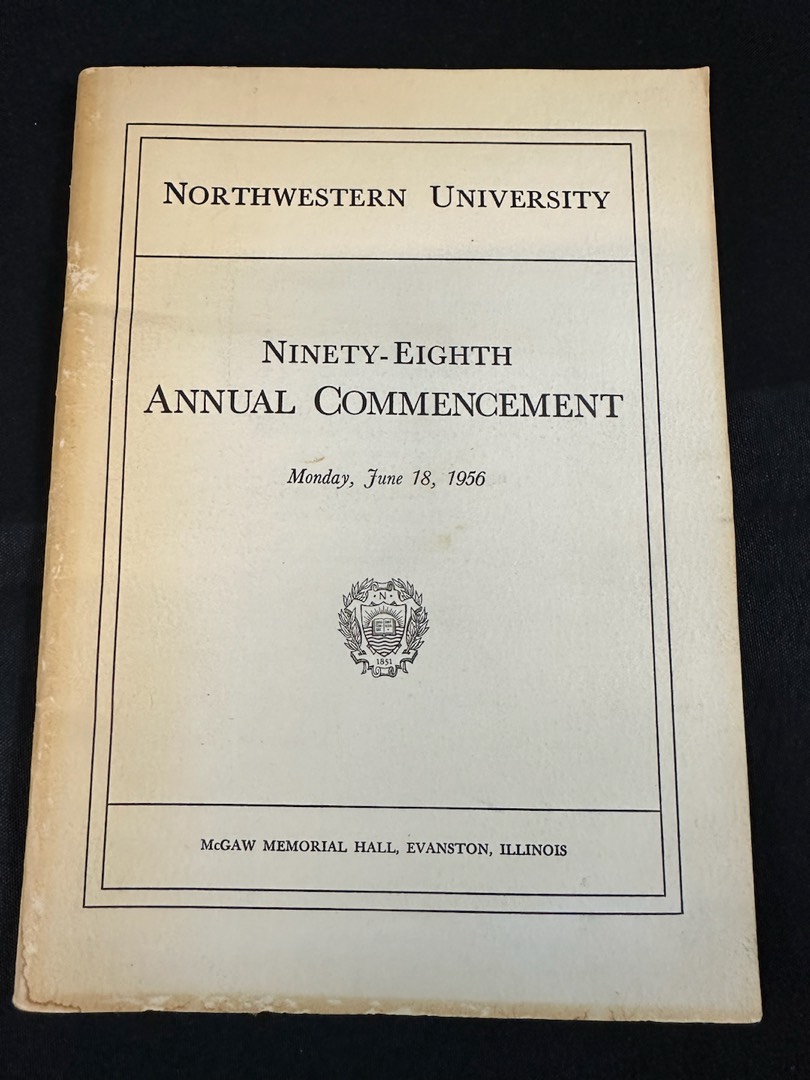 NORTHWESTERN UNIVERSITY
NINETY-EIGHTH
ANNUAL COMMENCEMENT
Monday, June 18, 1956
· N ·
1851
McGAW MEMORIAL HALL, EVANSTON, ILLINOIS